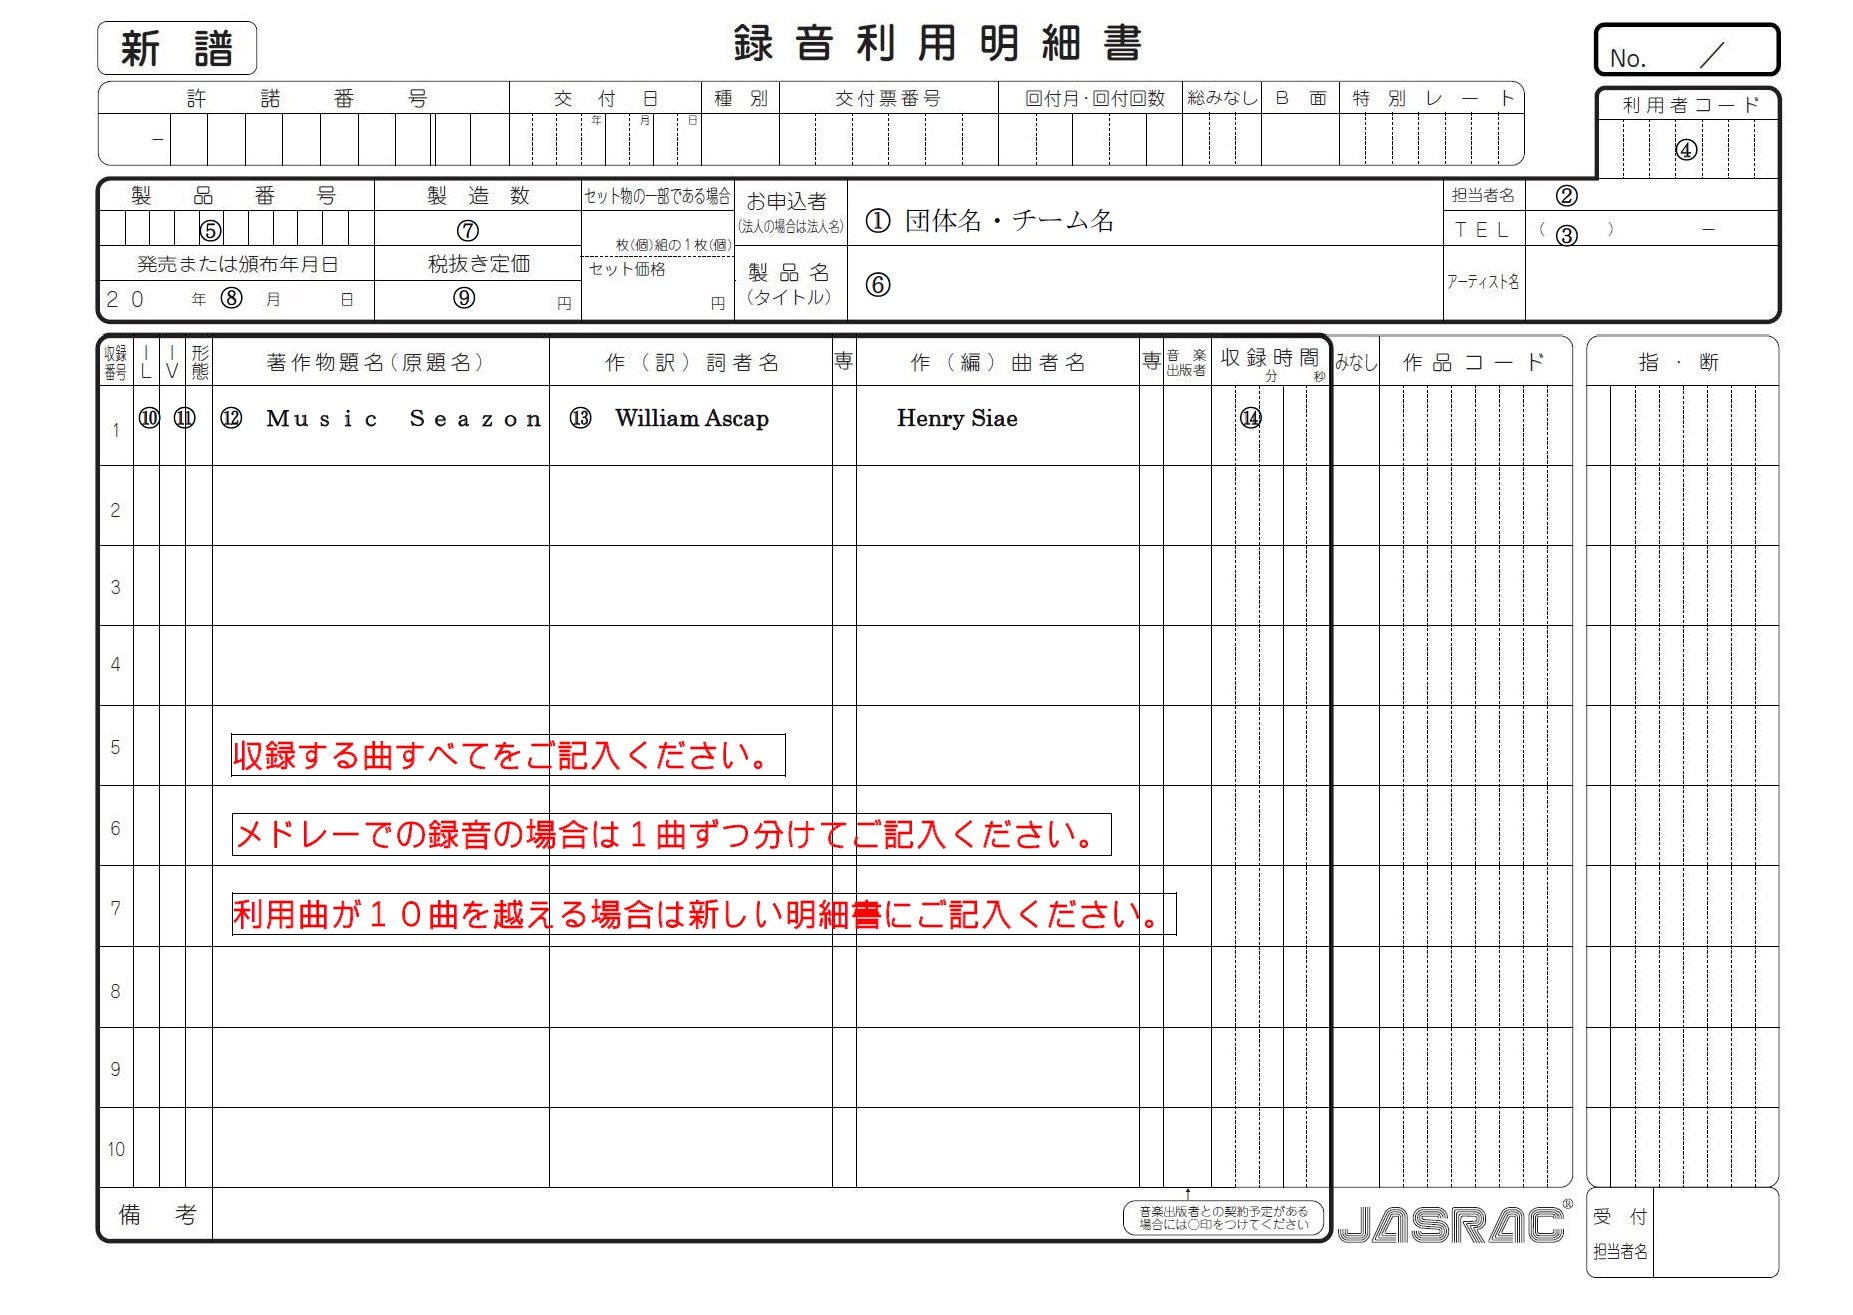 新 譜
録音利用明細書
No. ／
許諾番号 交付日 種別 交付票番号 回付月・回付回数 総みなし B面 特別レート
利用者コード
年 月 日
－
④
製品番号 製造数 セット物の一部である場合 お申込者 ① 団体名・チーム名 担当者名 ②
(法人の場合は法人名)
⑤ ⑦ 枚(個)組の1枚(個) TEL ( ③ ) －
発売または頒布年月日 税抜き定価 セット価格 製品名 ⑥ アーティスト名
(タイトル)
20 年 ⑧ 月 日 ⑨ 円 円
収録番号 IL IV 形態 著作物題名(原題名) 作(訳)詞者名 専 作(編)曲者名 専 音楽出版者 収録時間 分 秒 みなし 作品コード 指・断
1 ⑩ ⑪ ⑫ Music Seazon ⑬ William Ascap Henry Siae ⑭
2
3
4
5 収録する曲すべてをご記入ください。
6 メドレーでの録音の場合は１曲ずつ分けてご記入ください。
7 利用曲が１０曲を越える場合は新しい明細書にご記入ください。
8
9
10
備考
音楽出版者との契約予定がある
場合には○印をつけてください
JASRAC®
受付
担当者名